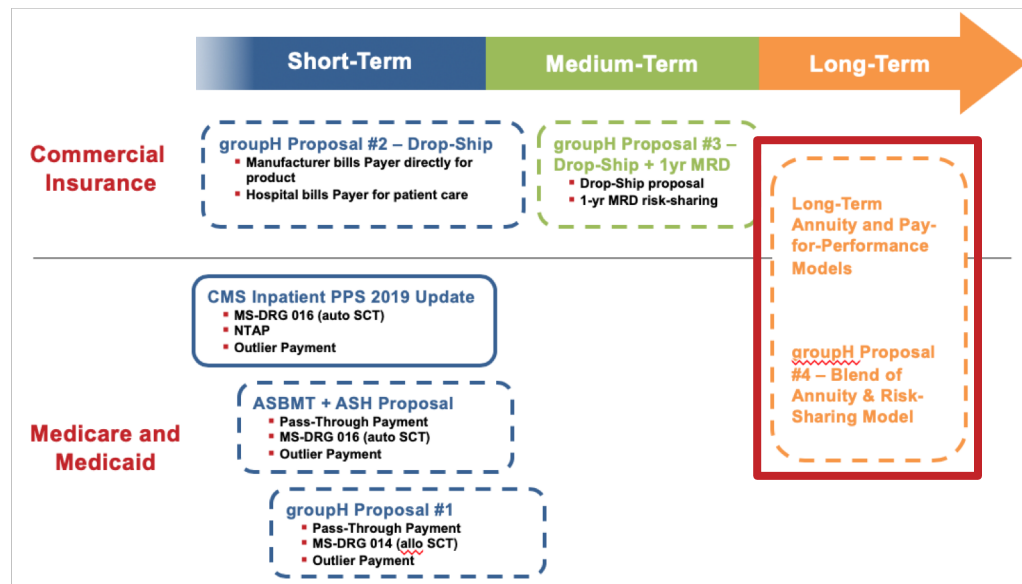 Short-Term
Medium-Term
Long-Term
Commercial
Insurance
groupH Proposal #2 – Drop-Ship
▪ Manufacturer bills Payer directly for
product
▪ Hospital bills Payer for patient care
groupH Proposal #3 –
Drop-Ship + 1yr MRD
▪ Drop-Ship proposal
▪ 1-yr MRD risk-sharing
Long-Term
Annuity and Pay-
for-Performance
Models
groupH Proposal
#4 – Blend of
Annuity & Risk-
Sharing Model
Medicare and
Medicaid
CMS Inpatient PPS 2019 Update
▪ MS-DRG 016 (auto SCT)
▪ NTAP
▪ Outlier Payment
ASBMT + ASH Proposal
▪ Pass-Through Payment
▪ MS-DRG 016 (auto SCT)
▪ Outlier Payment
groupH Proposal #1
▪ Pass-Through Payment
▪ MS-DRG 014 (allo SCT)
▪ Outlier Payment